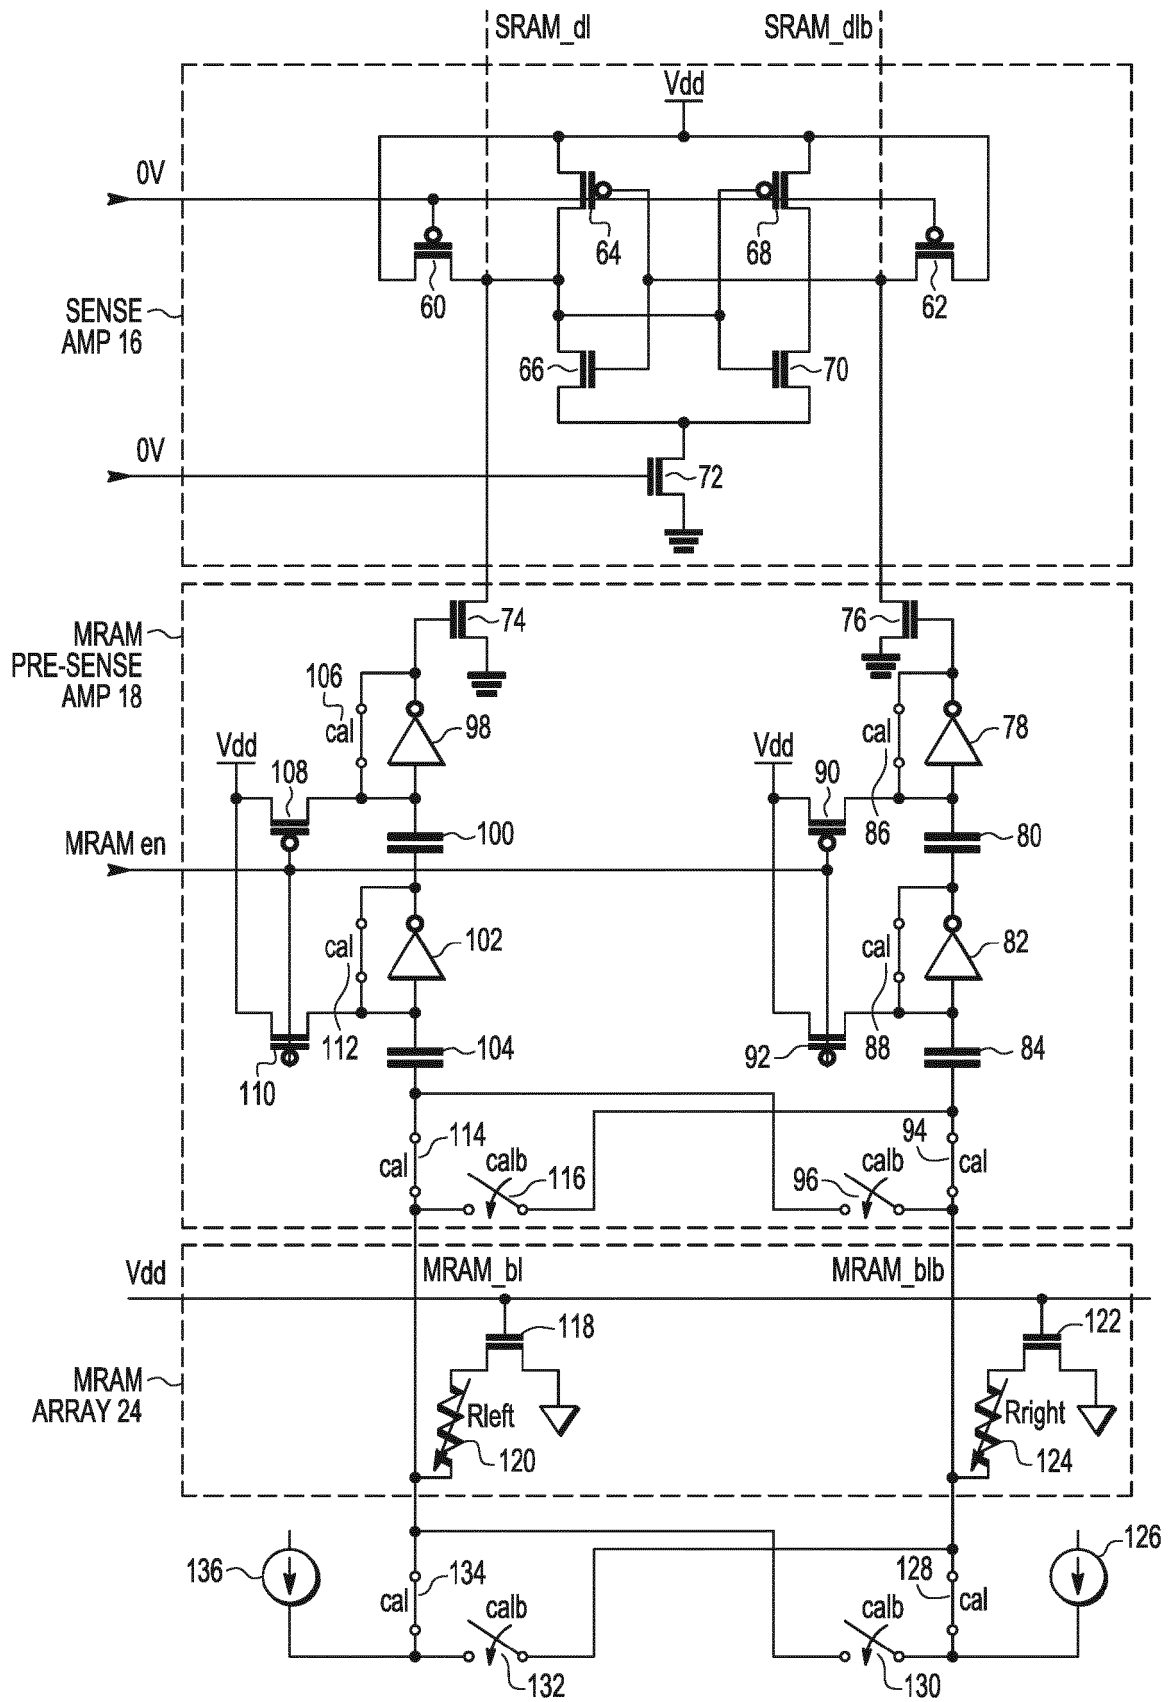 SRAM_dl
SRAM_dlb
Vdd
0V
64
68
60
62
SENSE
AMP 16
66
70
0V
72
74
76
MRAM
PRE-SENSE
AMP 18
106
cal
98
cal
78
Vdd
108
Vdd
90
86
100
80
MRAM en
cal
102
cal
82
112
104
92
88
84
110
114
94
cal
calb
116
96
calb
cal
Vdd
MRAM_bl
MRAM_blb
118
122
MRAM
ARRAY 24
Rleft
Rright
120
124
136
134
128
126
cal
calb
calb
cal
132
130